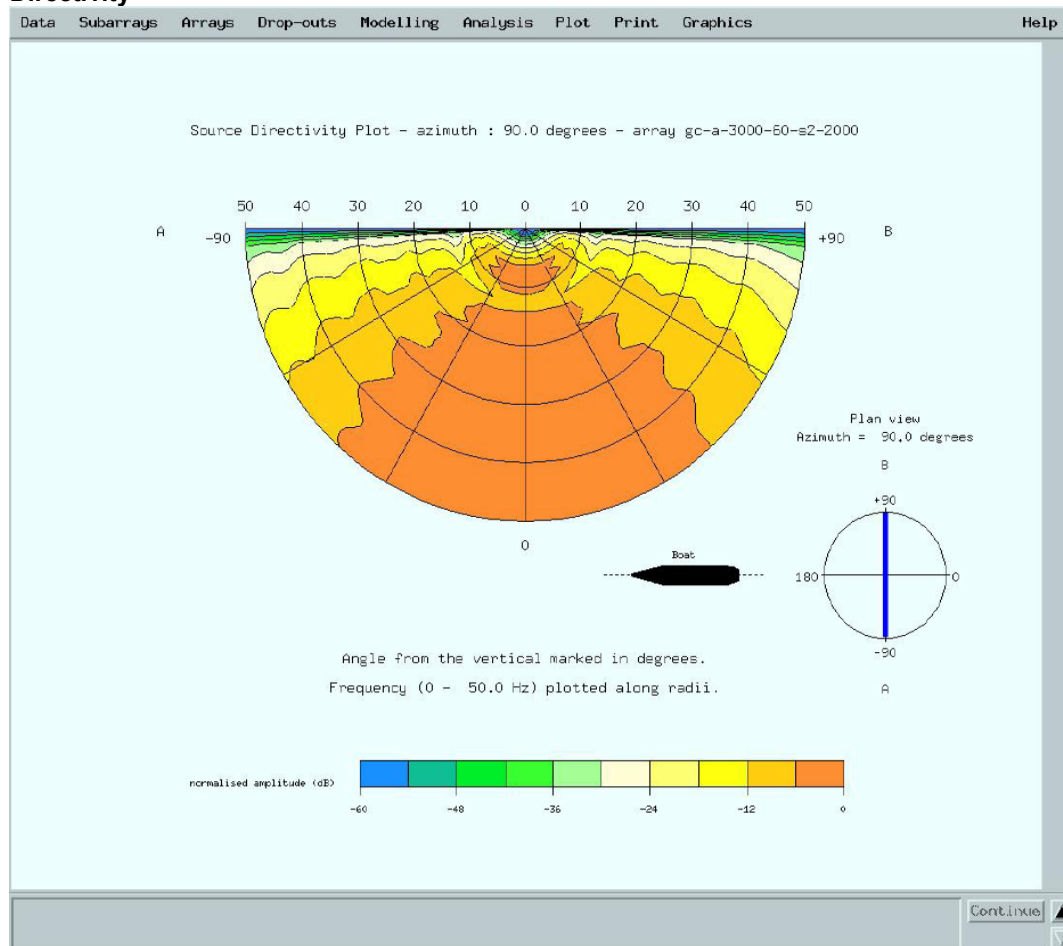 Data Subarrays Arrays Drop-outs Modelling Analysis Plot Print Graphics Help
Source Directivity Plot - azimuth : 90.0 degrees - array gc-a-3000-60-s2-2000
50 40 30 20 10 0 10 20 30 40 50
A -90 +90 B
0
Plan view
Azimuth = 90.0 degrees
B
+90
Boat
180 0
-90
A
Angle from the vertical marked in degrees.
Frequency (0 - 50.0 Hz) plotted along radii.
normalised amplitude (dB)
-60 -48 -36 -24 -12 0
Continue